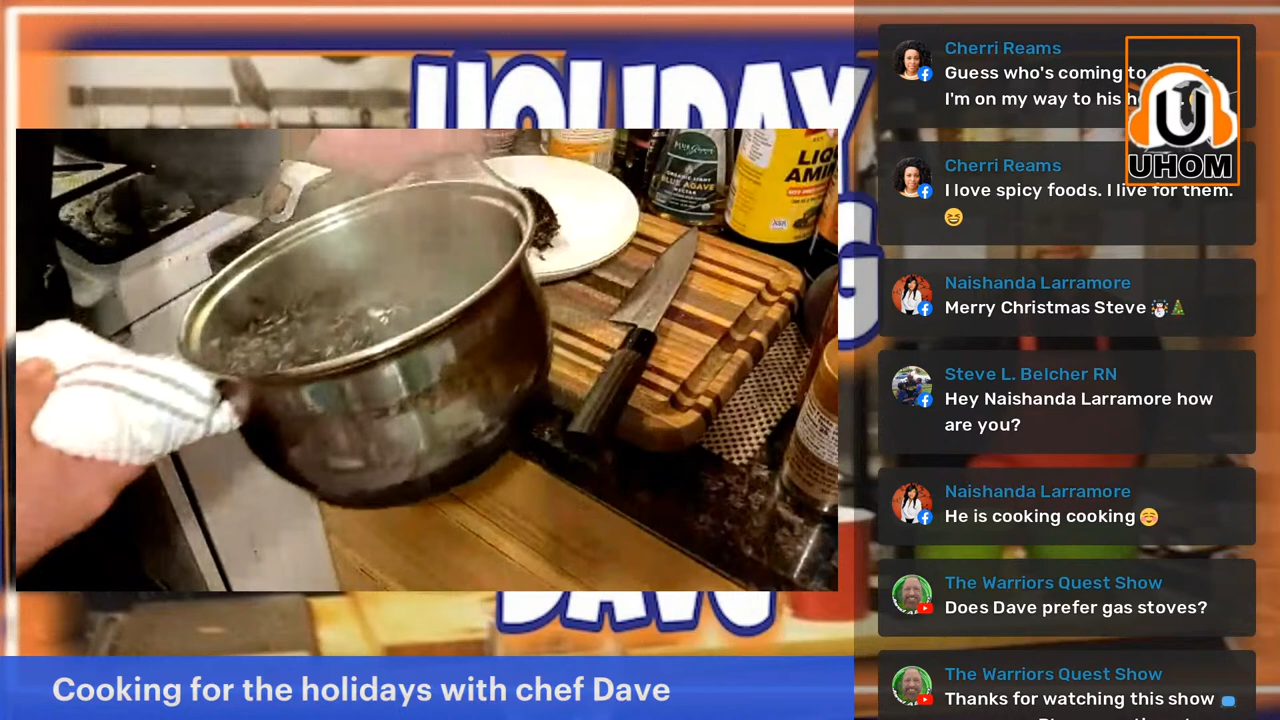 HOLIDAY
BLUE AGAVE
Cherri Reams
Guess who's coming to
I'm on my way to his
UHOM
Cherri Reams
I love spicy foods. I live for them.
😆
Naishanda Larramore
Merry Christmas Steve ☃️🎄
Steve L. Belcher RN
Hey Naishanda Larramore how
are you?
Naishanda Larramore
He is cooking cooking ☺️
The Warriors Quest Show
Does Dave prefer gas stoves?
The Warriors Quest Show
Thanks for watching this show
DAVE
Cooking for the holidays with chef Dave